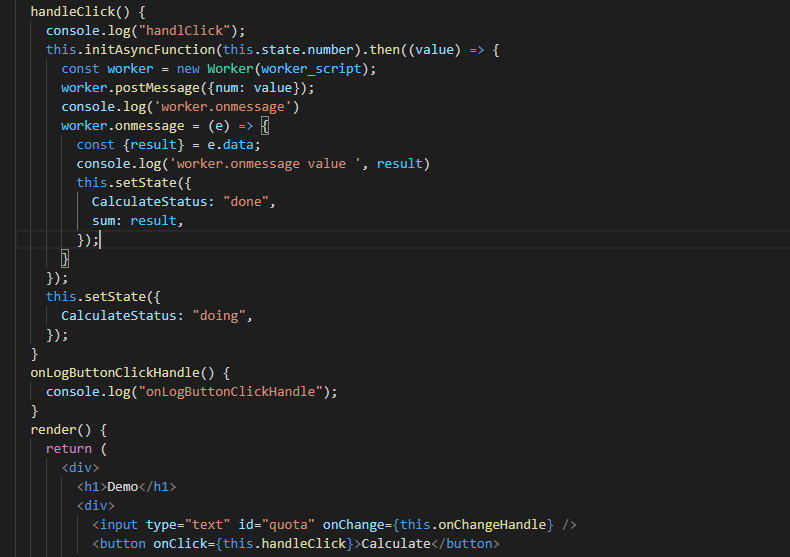 handleClick() {
console.log("handlClick");
this.initAsyncFunction(this.state.number).then((value) => {
const worker = new Worker(worker_script);
worker.postMessage({num: value});
console.log('worker.onmessage')
worker.onmessage = (e) => {
const {result} = e.data;
console.log('worker.onmessage value ', result)
this.setState({
CalculateStatus: "done",
sum: result,
});
}
});
this.setState({
CalculateStatus: "doing",
});
}
onLogButtonClickHandle() {
console.log("onLogButtonClickHandle");
}
render() {
return (
<div>
<h1>Demo</h1>
<div>
<input type="text" id="quota" onChange={this.onChangeHandle} />
<button onClick={this.handleClick}>Calculate</button>